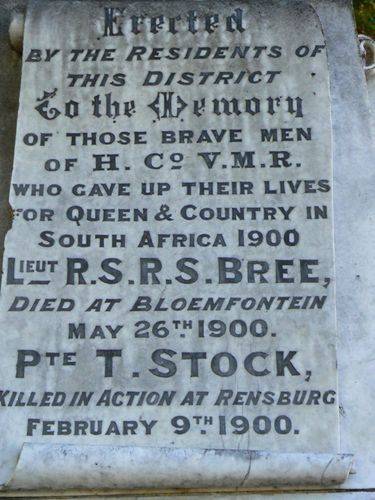 Erected
BY THE RESIDENTS OF
THIS DISTRICT
To the Memory
OF THOSE BRAVE MEN
OF H. Co V.M.R.
WHO GAVE UP THEIR LIVES
FOR QUEEN & COUNTRY IN
SOUTH AFRICA 1900
LIEUT R.S.R.S. BREE,
DIED AT BLOEMFONTEIN
MAY 26TH 1900.
PTE T. STOCK,
KILLED IN ACTION AT RENSBURG
FEBRUARY 9TH 1900.